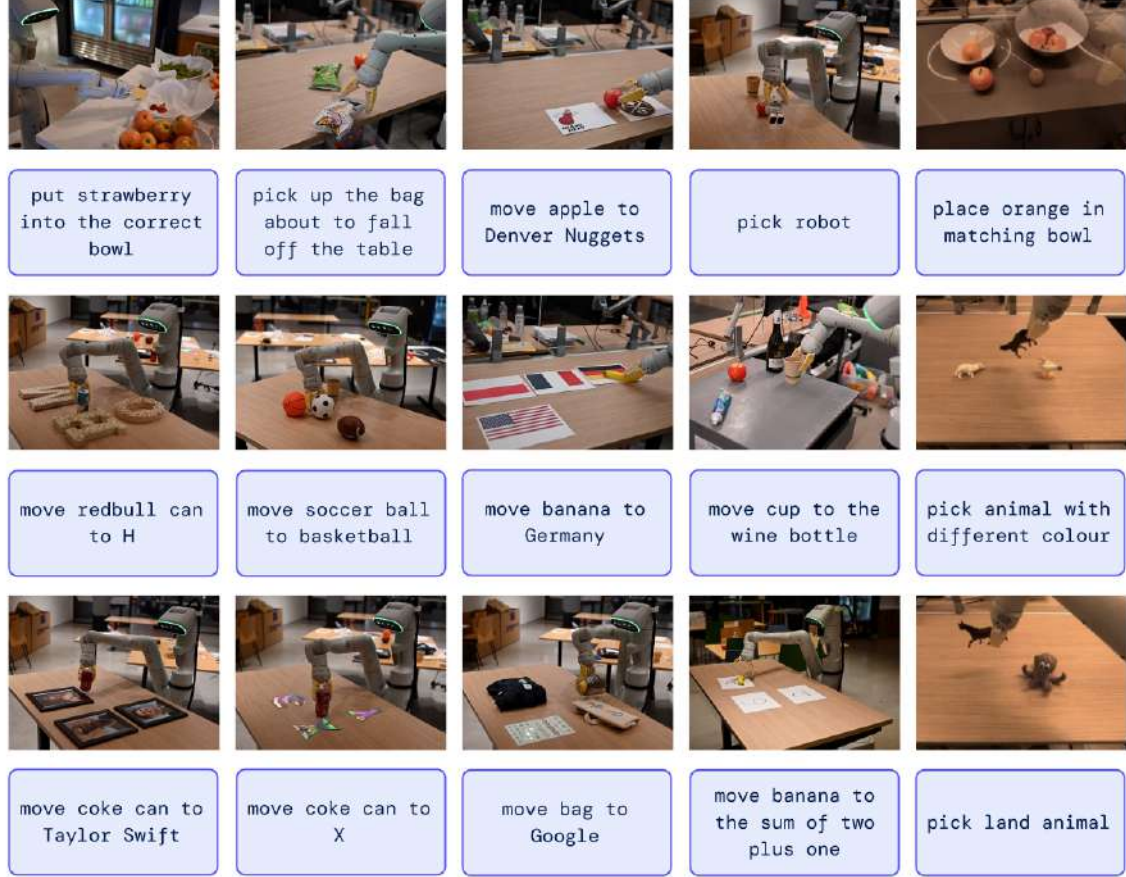 put strawberry
into the correct
bowl
pick up the bag
about to fall
off the table
move apple to
Denver Nuggets
pick robot
place orange in
matching bowl
move redbull can
to H
move soccer ball
to basketball
move banana to
Germany
move cup to the
wine bottle
pick animal with
different colour
move coke can to
Taylor Swift
move coke can to
X
move bag to
Google
move banana to
the sum of two
plus one
pick land animal